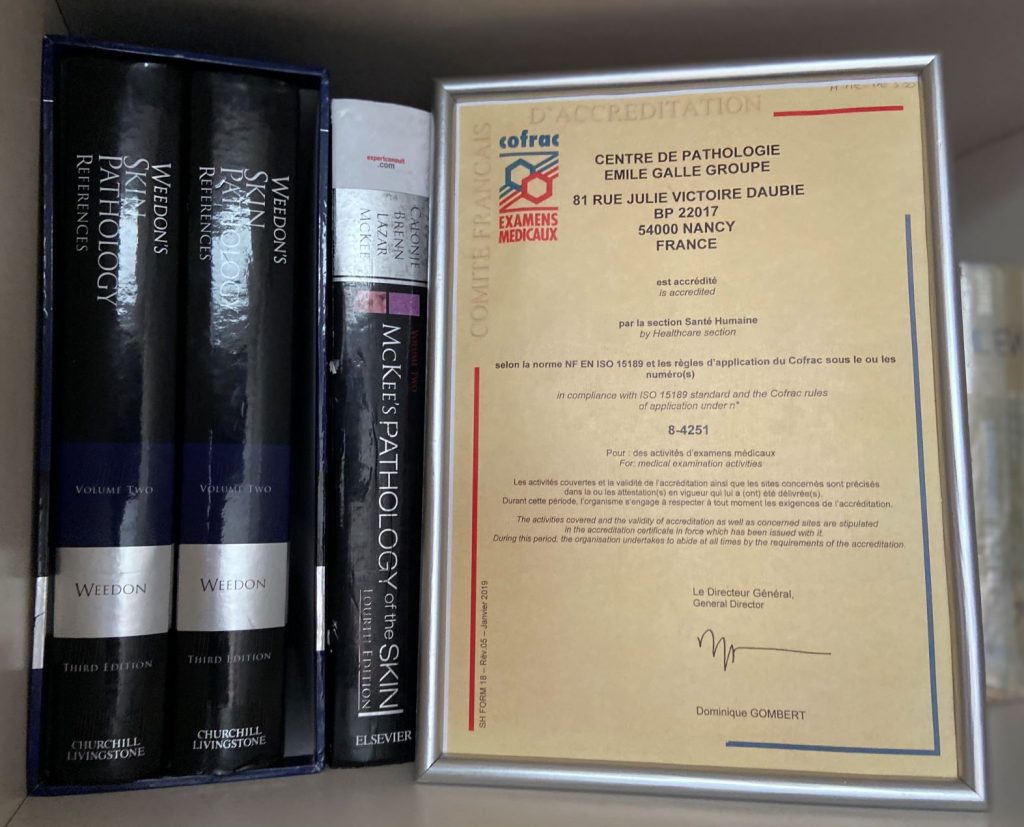 WEEDON'S
SKIN
PATHOLOGY
REFERENCES
VOLUME TWO
WEEDON
THIRD EDITION
CHURCHILL
LIVINGSTONE
WEEDON'S
SKIN
PATHOLOGY
REFERENCES
VOLUME TWO
WEEDON
THIRD EDITION
CHURCHILL
LIVINGSTONE
expertconsult
.com
CALONJE
BRENN
LAZAR
MCKEE
VOLUME TWO
MCKEE'S PATHOLOGY of the SKIN
FOURTH EDITION
ELSEVIER
COMITE FRANCAIS
D'ACCREDITATION
cofrac
EXAMENS
MEDICAUX
CENTRE DE PATHOLOGIE
EMILE GALLE GROUPE
81 RUE JULIE VICTOIRE DAUBIE
BP 22017
54000 NANCY
FRANCE
est accrédité
is accredited
par la section Santé Humaine
by Healthcare section
selon la norme NF EN ISO 15189 et les règles d'application du Cofrac sous le ou les
numéro(s)
in compliance with ISO 15189 standard and the Cofrac rules
of application under n°
8-4251
Pour : des activités d'examens médicaux
For: medical examination activities
Les activités couvertes et la validité de l'accréditation ainsi que les sites concernés sont précisés
dans la ou les attestation(s) en vigueur qui lui a (ont) été délivrée(s).
Durant cette période, l'organisme s'engage à respecter à tout moment les exigences de l'accréditation.
The activities covered and the validity of accreditation as well as concerned sites are stipulated
in the accreditation certificate in force which has been issued with it.
During this period, the organisation undertakes to abide at all times by the requirements of the accreditation.
Le Directeur Général,
General Director
Dominique GOMBERT
SH FORM 18 – Rév.05 – Janvier 2019